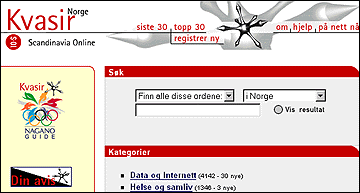 Kvasir Norge
siste 30 topp 30 om hjelp på nett nå
registrer ny
SOL Scandinavia Online
Kvasir
NAGANO
GUIDE
Din avis
Søk
Finn alle disse ordene: i Norge
Vis resultat
Kategorier
Data og Internett (4142 - 30 nye)
Helse og samliv (1346 - 3 nye)